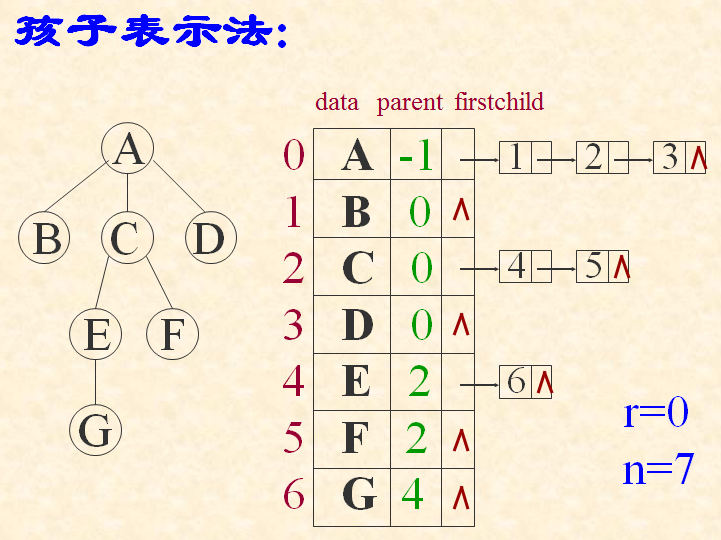 孩子表示法：
data parent firstchild
A
B C D
E F
G
0 A -1 1 2 3 ∧
1 B 0 ∧
2 C 0 4 5 ∧
3 D 0 ∧
4 E 2 6 ∧
5 F 2 ∧
6 G 4 ∧
r=0
n=7